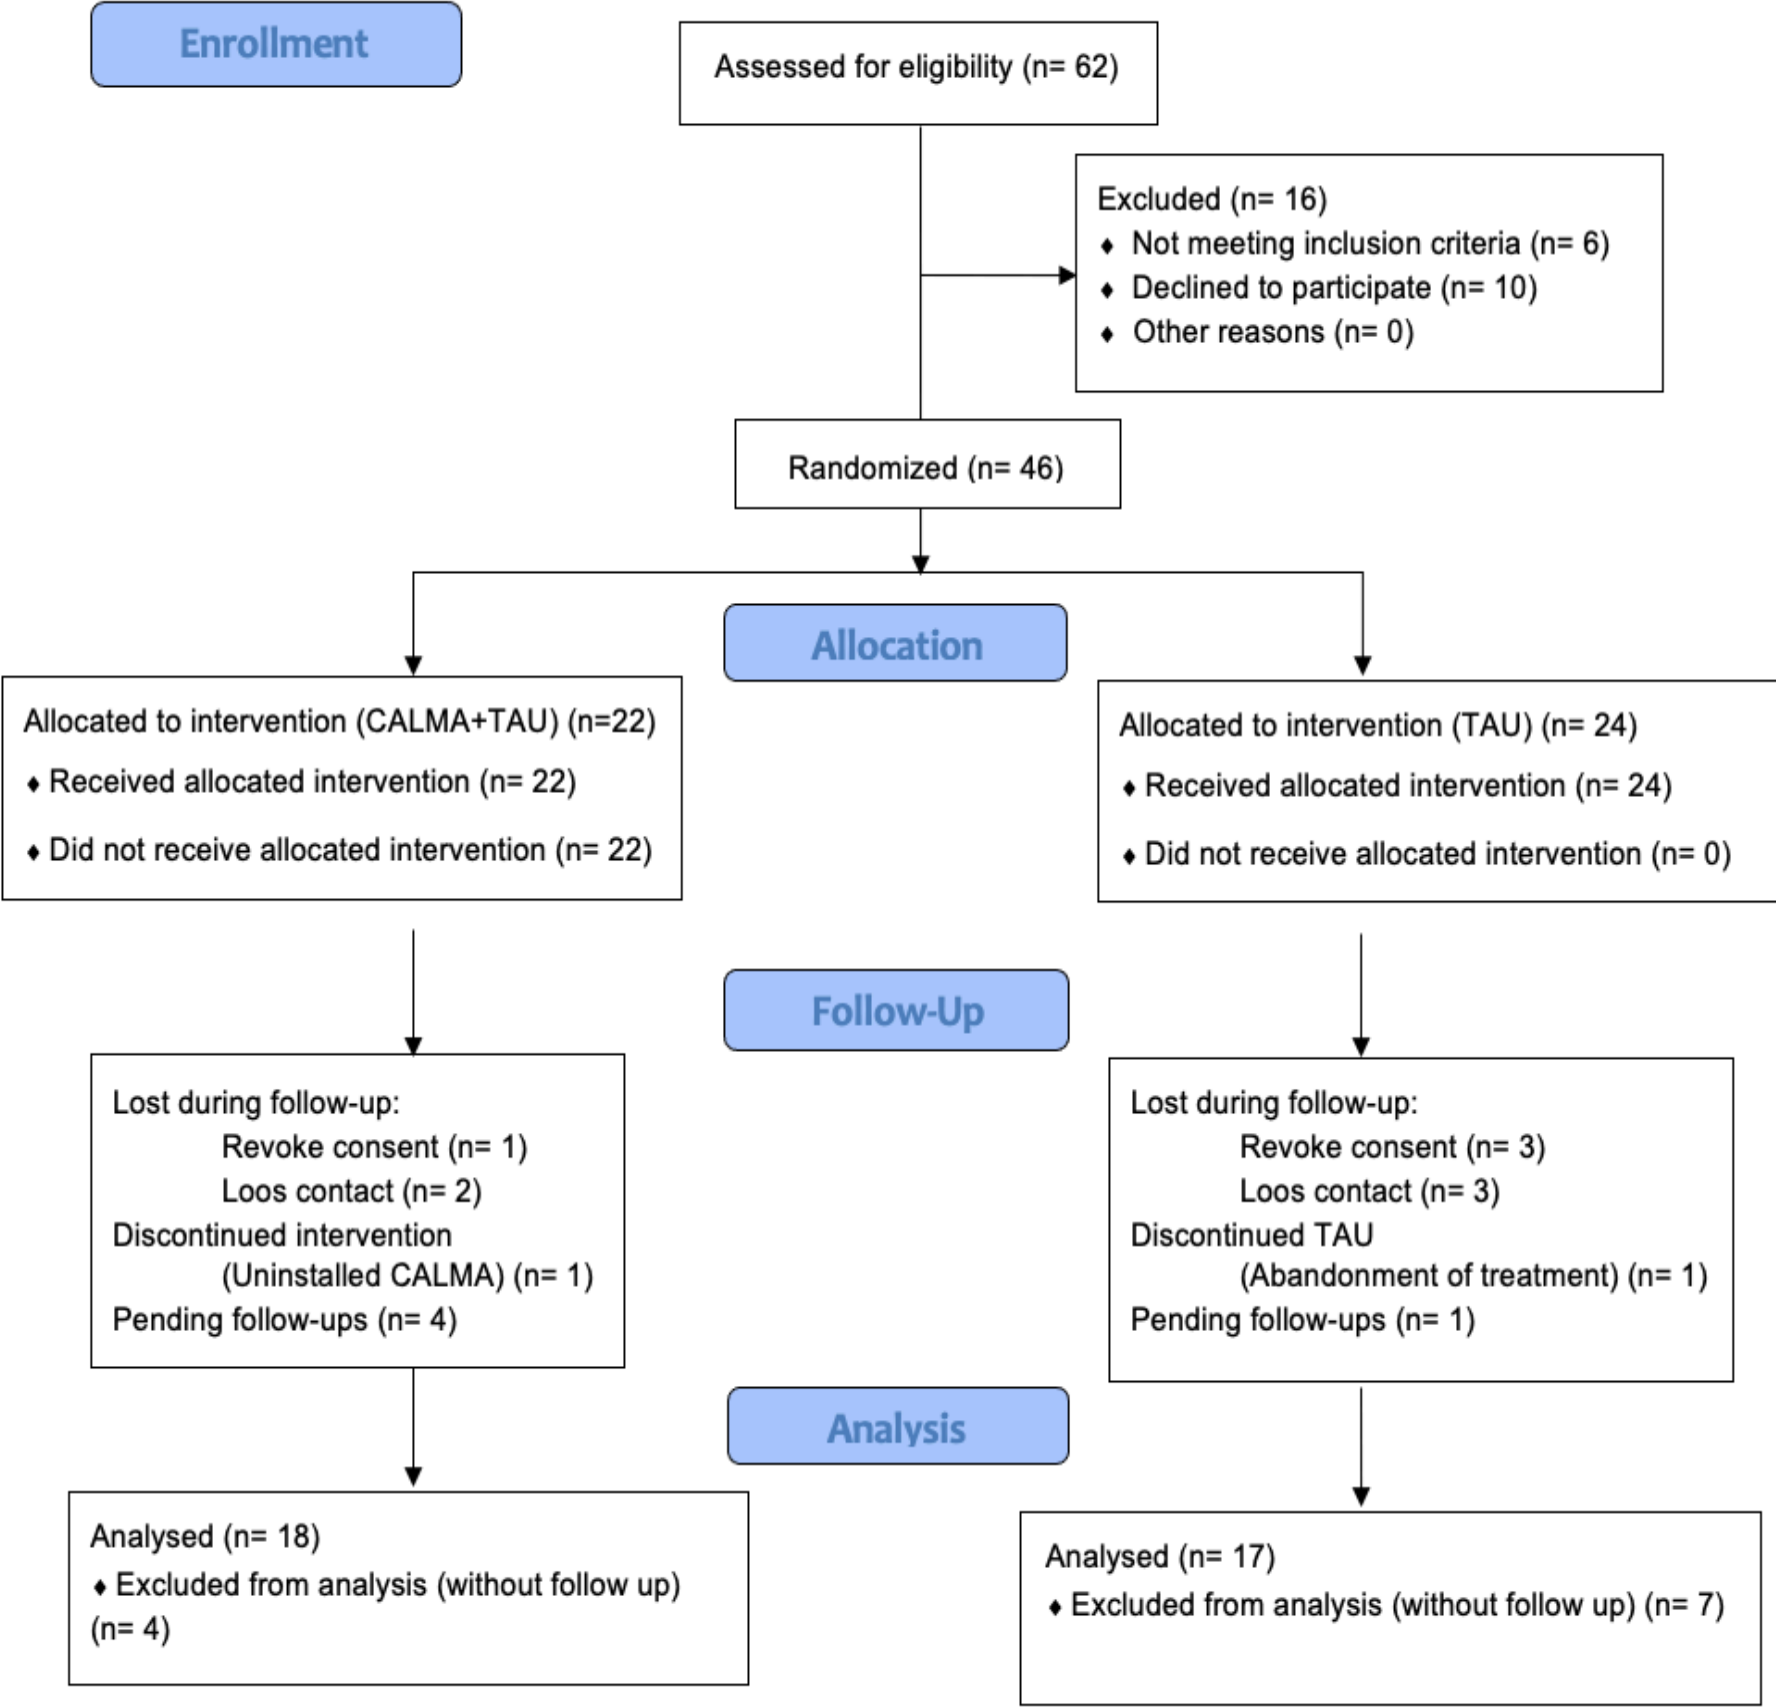 Enrollment
Assessed for eligibility (n= 62)
Excluded (n= 16)
♦ Not meeting inclusion criteria (n= 6)
♦ Declined to participate (n= 10)
♦ Other reasons (n= 0)
Randomized (n= 46)
Allocation
Allocated to intervention (CALMA+TAU) (n=22)
♦ Received allocated intervention (n= 22)
♦ Did not receive allocated intervention (n= 22)
Allocated to intervention (TAU) (n= 24)
♦ Received allocated intervention (n= 24)
♦ Did not receive allocated intervention (n= 0)
Follow-Up
Lost during follow-up:
Revoke consent (n= 1)
Loos contact (n= 2)
Discontinued intervention
(Uninstalled CALMA) (n= 1)
Pending follow-ups (n= 4)
Lost during follow-up:
Revoke consent (n= 3)
Loos contact (n= 3)
Discontinued TAU
(Abandonment of treatment) (n= 1)
Pending follow-ups (n= 1)
Analysis
Analysed (n= 18)
♦ Excluded from analysis (without follow up)
(n= 4)
Analysed (n= 17)
♦ Excluded from analysis (without follow up) (n= 7)